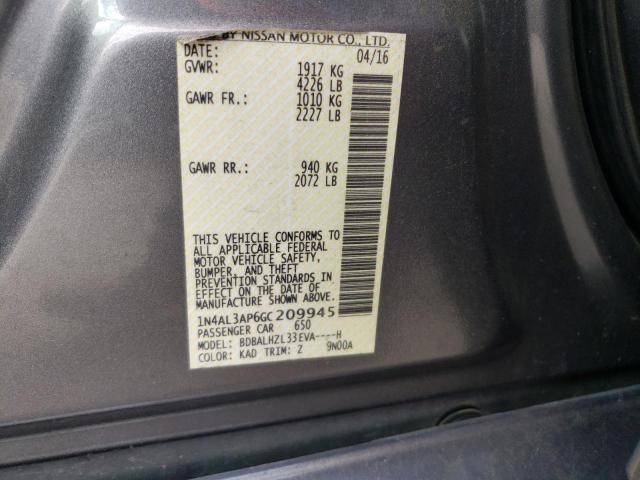 BY NISSAN MOTOR CO., LTD.
DATE: 04/16
GVWR: 1917 KG
4226 LB
GAWR FR.: 1010 KG
2227 LB
GAWR RR.: 940 KG
2072 LB
THIS VEHICLE CONFORMS TO
ALL APPLICABLE FEDERAL
MOTOR VEHICLE SAFETY,
BUMPER, AND THEFT
PREVENTION STANDARDS IN
EFFECT ON THE DATE OF
MANUFACTURE SHOWN ABOVE.
1N4AL3AP6GC209945
PASSENGER CAR 650
MODEL: BDBALHZL33EVA----H
COLOR: KAD TRIM: Z 9N00A